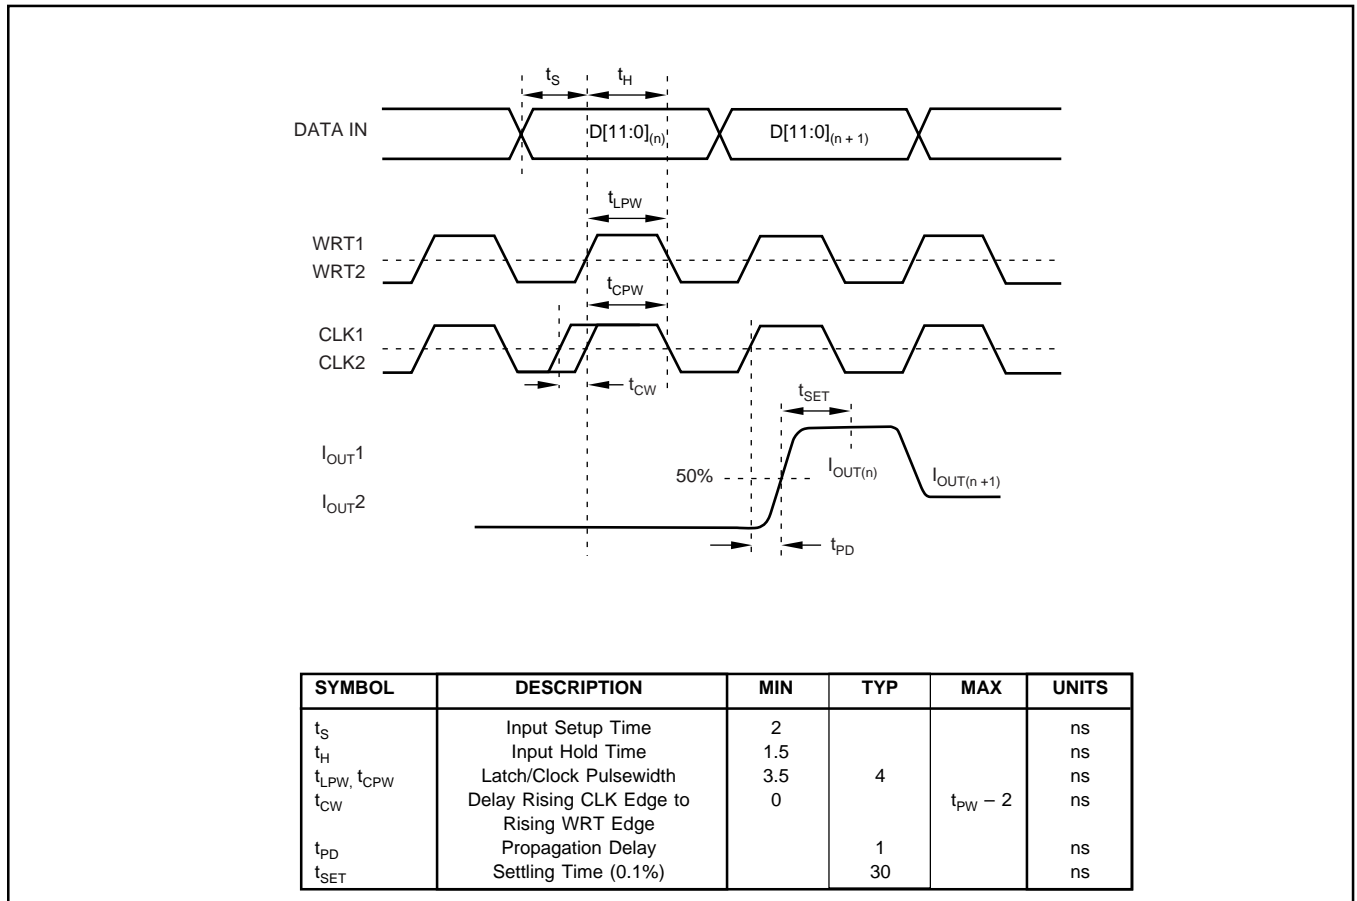 t_S t_H
DATA IN D[11:0]_(n) D[11:0]_(n + 1)
t_LPW
WRT1
WRT2
t_CPW
CLK1
CLK2
t_CW
t_SET
I_OUT1
50% I_OUT(n) I_OUT(n +1)
I_OUT2
t_PD
SYMBOL DESCRIPTION MIN TYP MAX UNITS
t_S Input Setup Time 2 ns
t_H Input Hold Time 1.5 ns
t_LPW, t_CPW Latch/Clock Pulsewidth 3.5 4 ns
t_CW Delay Rising CLK Edge to 0 t_PW – 2 ns
Rising WRT Edge
t_PD Propagation Delay 1 ns
t_SET Settling Time (0.1%) 30 ns